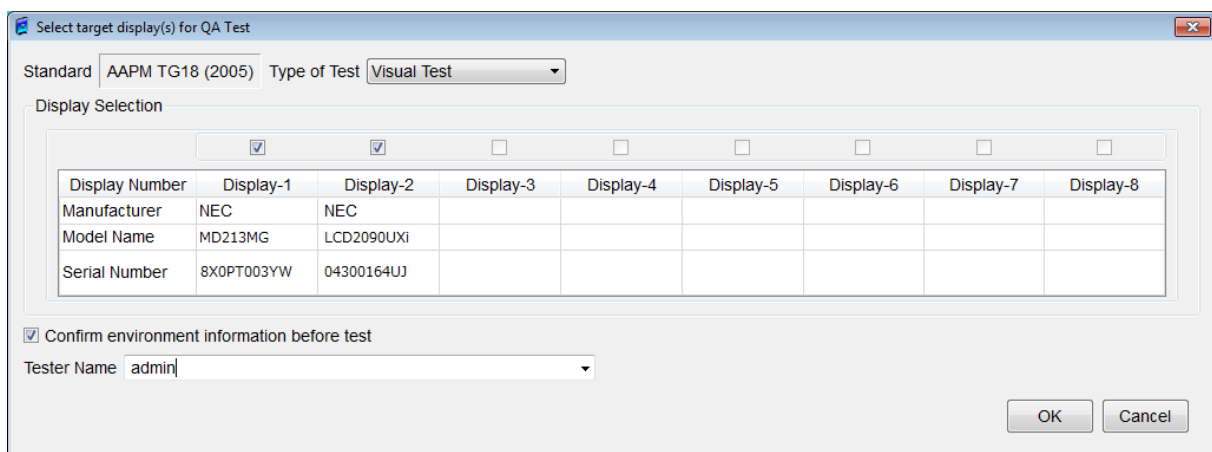 Select target display(s) for QA Test
Standard AAPM TG18 (2005) Type of Test Visual Test
Display Selection
Display Number Display-1 Display-2 Display-3 Display-4 Display-5 Display-6 Display-7 Display-8
Manufacturer NEC NEC
Model Name MD213MG LCD2090UXi
Serial Number 8X0PT003YW 04300164UJ
Confirm environment information before test
Tester Name admin
OK Cancel